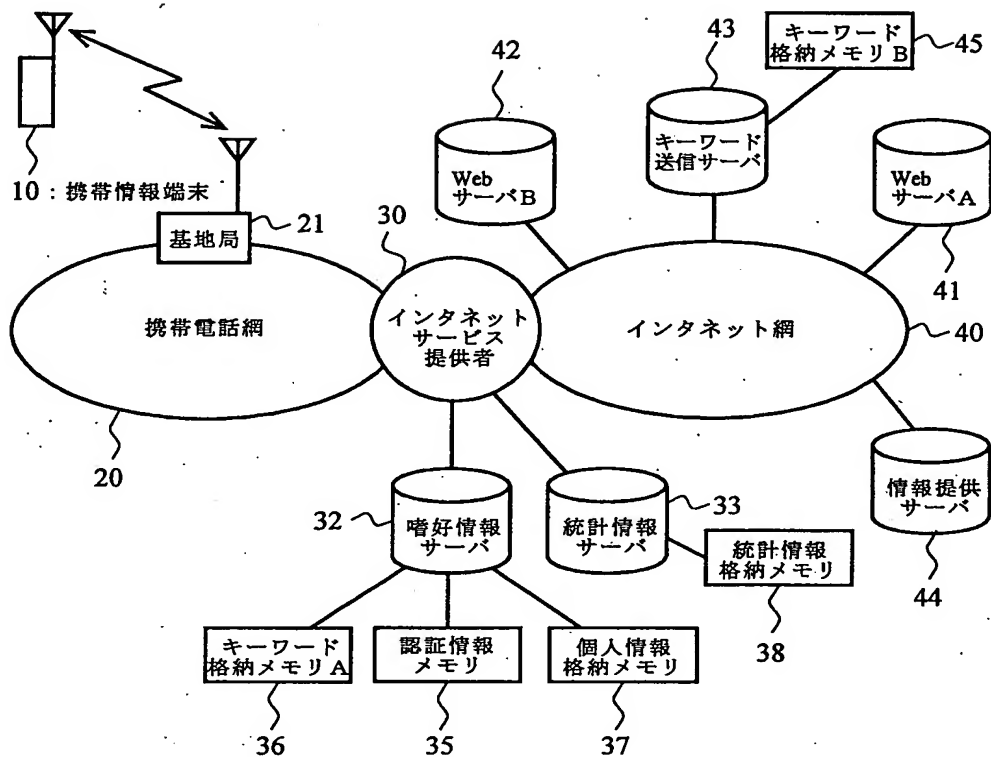 43
キーワード
格納メモリ B
45
42
キーワード
送信サーバ
Web
サーバ B
Web
サーバ A
10：携帯情報端末
基地局
21
30
41
携帯電話網
インタネット
サービス
提供者
インタネット網
40
20
32
嗜好情報
サーバ
統計情報
サーバ
33
情報提供
サーバ
統計情報
格納メモリ
44
38
キーワード
格納メモリ A
認証情報
メモリ
個人情報
格納メモリ
36
35
37